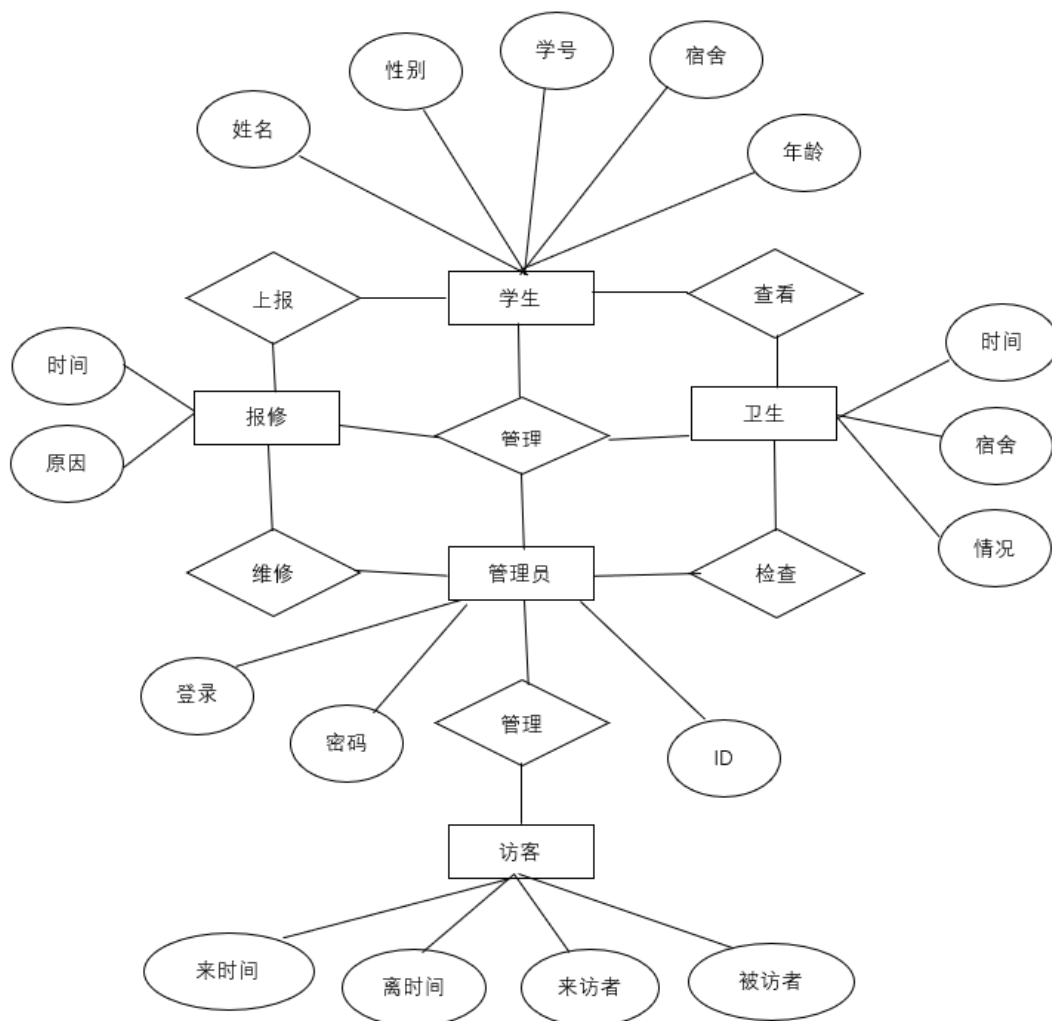 学号
宿舍
性别
姓名
年龄
上报
学生
查看
时间
时间
报修
管理
卫生
原因
宿舍
维修
管理员
检查
情况
登录
密码
管理
ID
访客
来时间
离时间
来访者
被访者